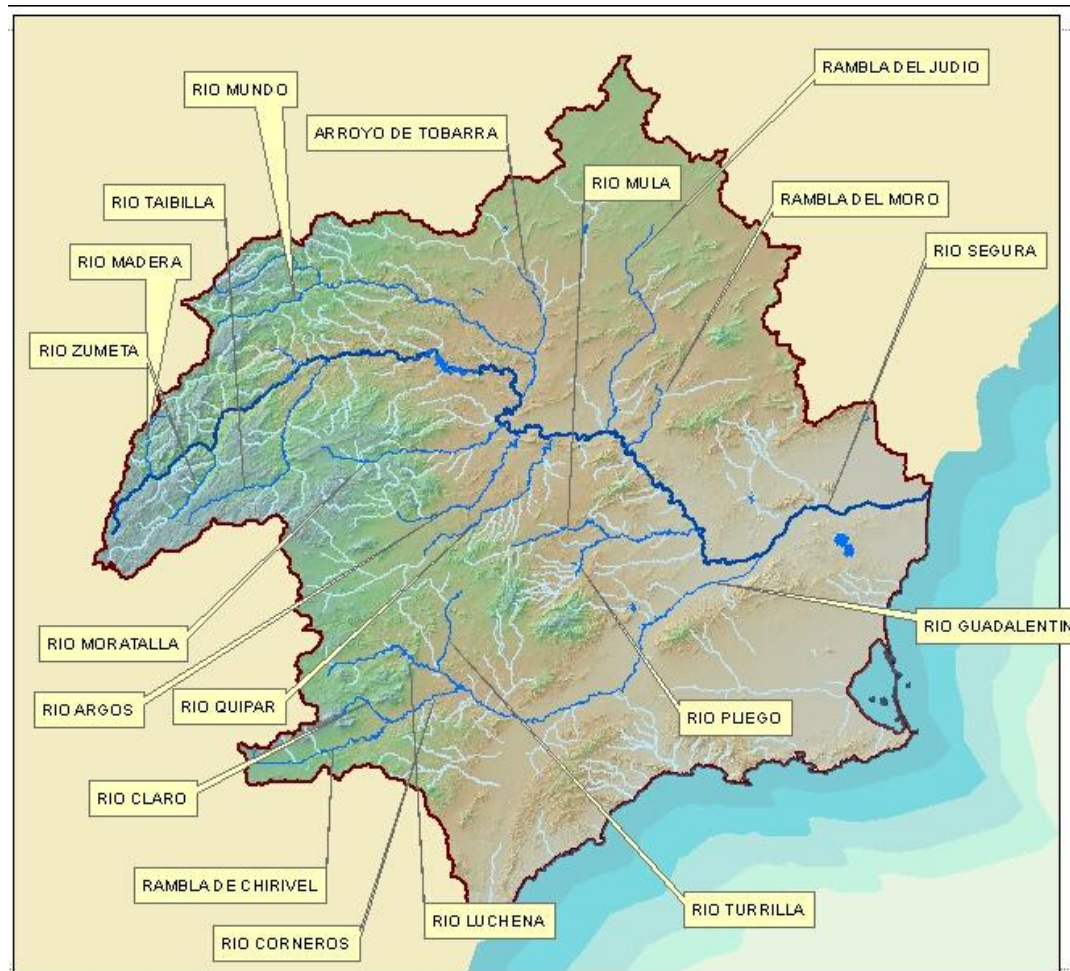 RAMBLA DEL JUDIO
RIO MUNDO
ARROYO DE TOBARRA
RIO MULA
RIO TAIBILLA
RAMBLA DEL MORO
RIO MADERA
RIO SEGURA
RIO ZUMETA
RIO GUADALENTIN
RIO MORATALLA
RIO ARGOS
RIO QUIPAR
RIO PLIEGO
RIO CLARO
RAMBLA DE CHIRIVEL
RIO LUCHENA
RIO TURRILLA
RIO CORNEROS